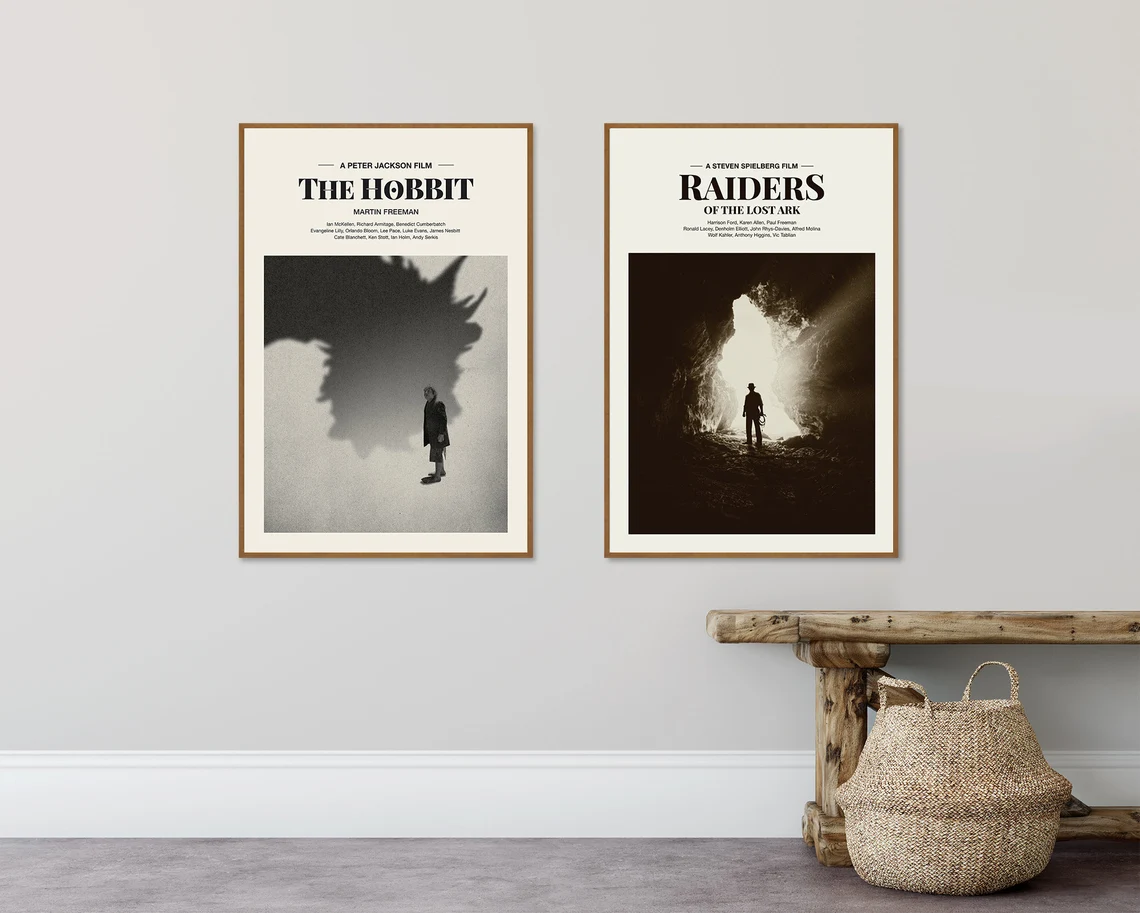 A PETER JACKSON FILM
THE HOBBIT
MARTIN FREEMAN
Ian McKellen, Richard Armitage, Benedict Cumberbatch
Evangeline Lilly, Orlando Bloom, Lee Pace, Luke Evans, James Nesbitt
Cate Blanchett, Ken Stott, Ian Holm, Andy Serkis
A STEVEN SPIELBERG FILM
RAIDERS
OF THE LOST ARK
Harrison Ford, Karen Allen, Paul Freeman
Ronald Lacey, Denholm Elliott, John Rhys-Davies, Alfred Molina
Wolf Kahler, Anthony Higgins, Vic Tablian